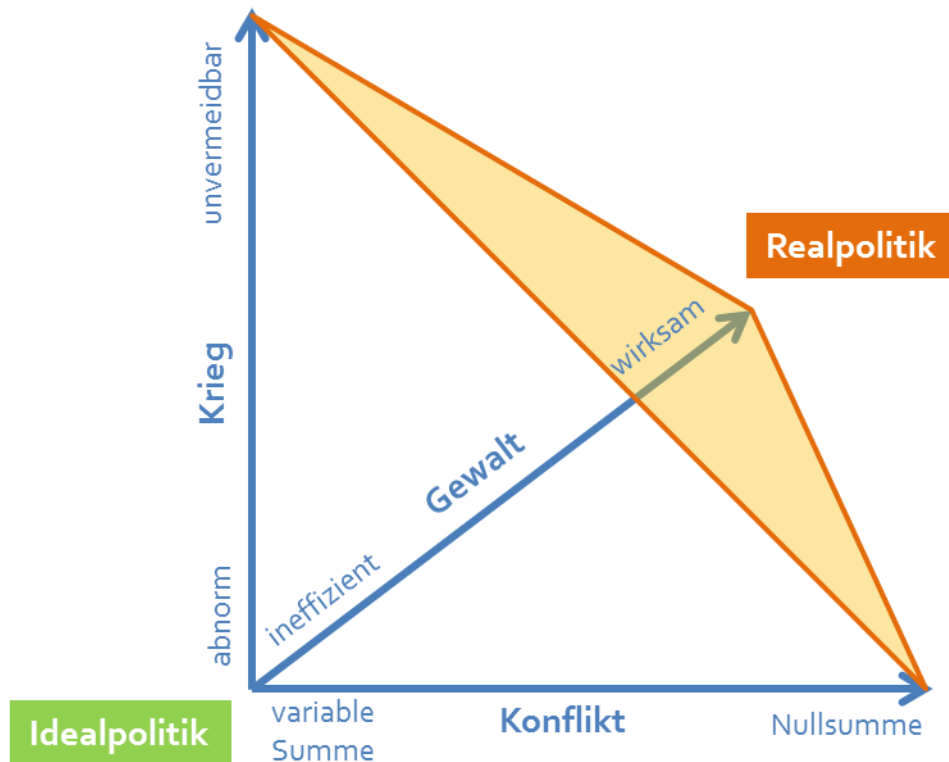 unvermeidbar
Realpolitik
wirksam
Krieg
Gewalt
ineffizient
abnorm
Idealpolitik
variable
Summe
Konflikt
Nullsumme